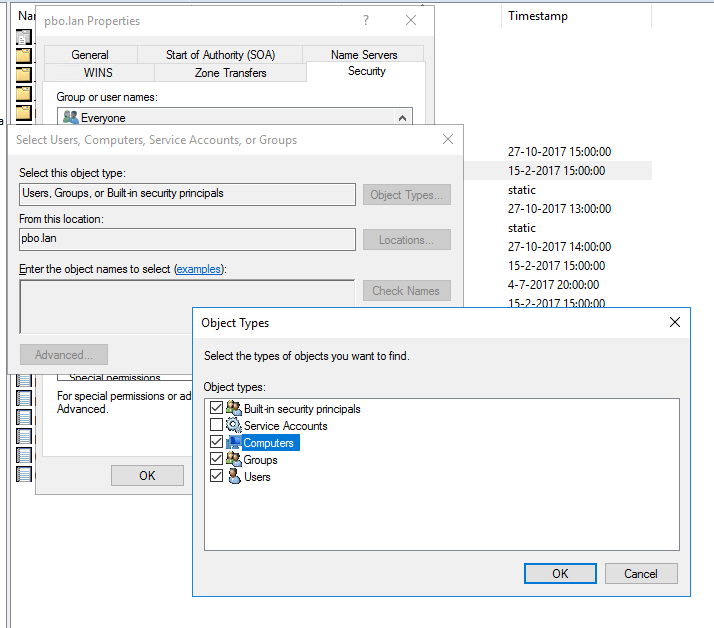 Nar
pbo.lan Properties
Timestamp
General
Start of Authority (SOA)
Name Servers
WINS
Zone Transfers
Security
Group or user names:
Everyone
Select Users, Computers, Service Accounts, or Groups
Select this object type:
Users, Groups, or Built-in security principals
Object Types...
From this location:
pbo.lan
Locations...
Enter the object names to select (examples):
Check Names
Advanced...
27-10-2017 15:00:00
15-2-2017 15:00:00
static
27-10-2017 13:00:00
static
27-10-2017 14:00:00
15-2-2017 15:00:00
4-7-2017 20:00:00
15-2-2017 15:00:00
Special permissions
For special permissions or ad
Advanced.
OK
Object Types
Select the types of objects you want to find.
Object types:
Built-in security principals
Service Accounts
Computers
Groups
Users
OK
Cancel